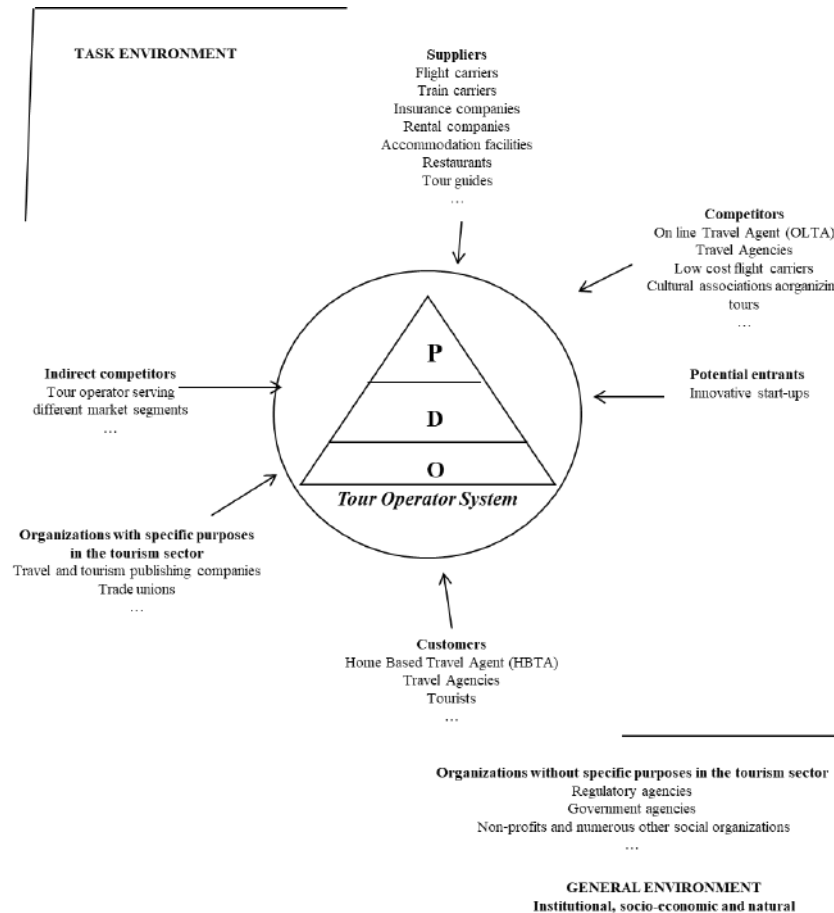 TASK ENVIRONMENT
Suppliers
Flight carriers
Train carriers
Insurance companies
Rental companies
Accommodation facilities
Restaurants
Tour guides
…
Competitors
On line Travel Agent (OLTA)
Travel Agencies
Low cost flight carriers
Cultural associations aorganizin
tours
…
Indirect competitors
Tour operator serving
different market segments
…
P
D
O
Tour Operator System
Potential entrants
Innovative start-ups
Organizations with specific purposes
in the tourism sector
Travel and tourism publishing companies
Trade unions
…
Customers
Home Based Travel Agent (HBTA)
Travel Agencies
Tourists
…
Organizations without specific purposes in the tourism sector
Regulatory agencies
Government agencies
Non-profits and numerous other social organizations
…
GENERAL ENVIRONMENT
Institutional, socio-economic and natural